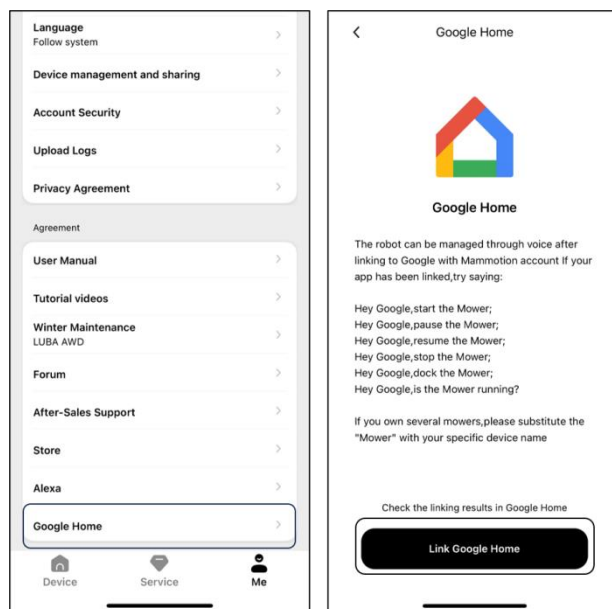 Language
Follow system
Device management and sharing
Account Security
Upload Logs
Privacy Agreement
Agreement
User Manual
Tutorial videos
Winter Maintenance
LUBA AWD
Forum
After-Sales Support
Store
Alexa
Google Home
Device
Service
Me
Google Home
Google Home
The robot can be managed through voice after
linking to Google with Mammotion account If your
app has been linked,try saying:
Hey Google,start the Mower;
Hey Google,pause the Mower;
Hey Google,resume the Mower;
Hey Google,stop the Mower;
Hey Google,dock the Mower;
Hey Google,is the Mower running?
If you own several mowers,please substitute the
"Mower" with your specific device name
Check the linking results in Google Home
Link Google Home